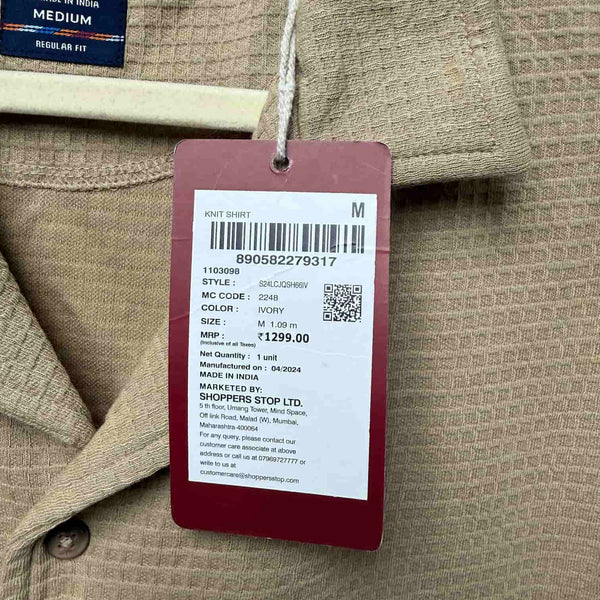 MADE IN INDIA
MEDIUM
REGULAR FIT
KNIT SHIRT M
890582279317
1103098
STYLE : S24LCJQSH66IV
MC CODE : 2248
COLOR : IVORY
SIZE : M 1.09 m
MRP : ₹1299.00
(Inclusive of all Taxes)
Net Quantity : 1 unit
Manufactured on : 04/2024
MADE IN INDIA
MARKETED BY:
SHOPPERS STOP LTD.
5 th floor, Umang Tower, Mind Space,
Off link Road, Malad (W), Mumbai,
Maharashtra-400064
For any query, please contact our
customer care associate at above
address or call us at 07969727777 or
write to us at
customercare@shoppersstop.com